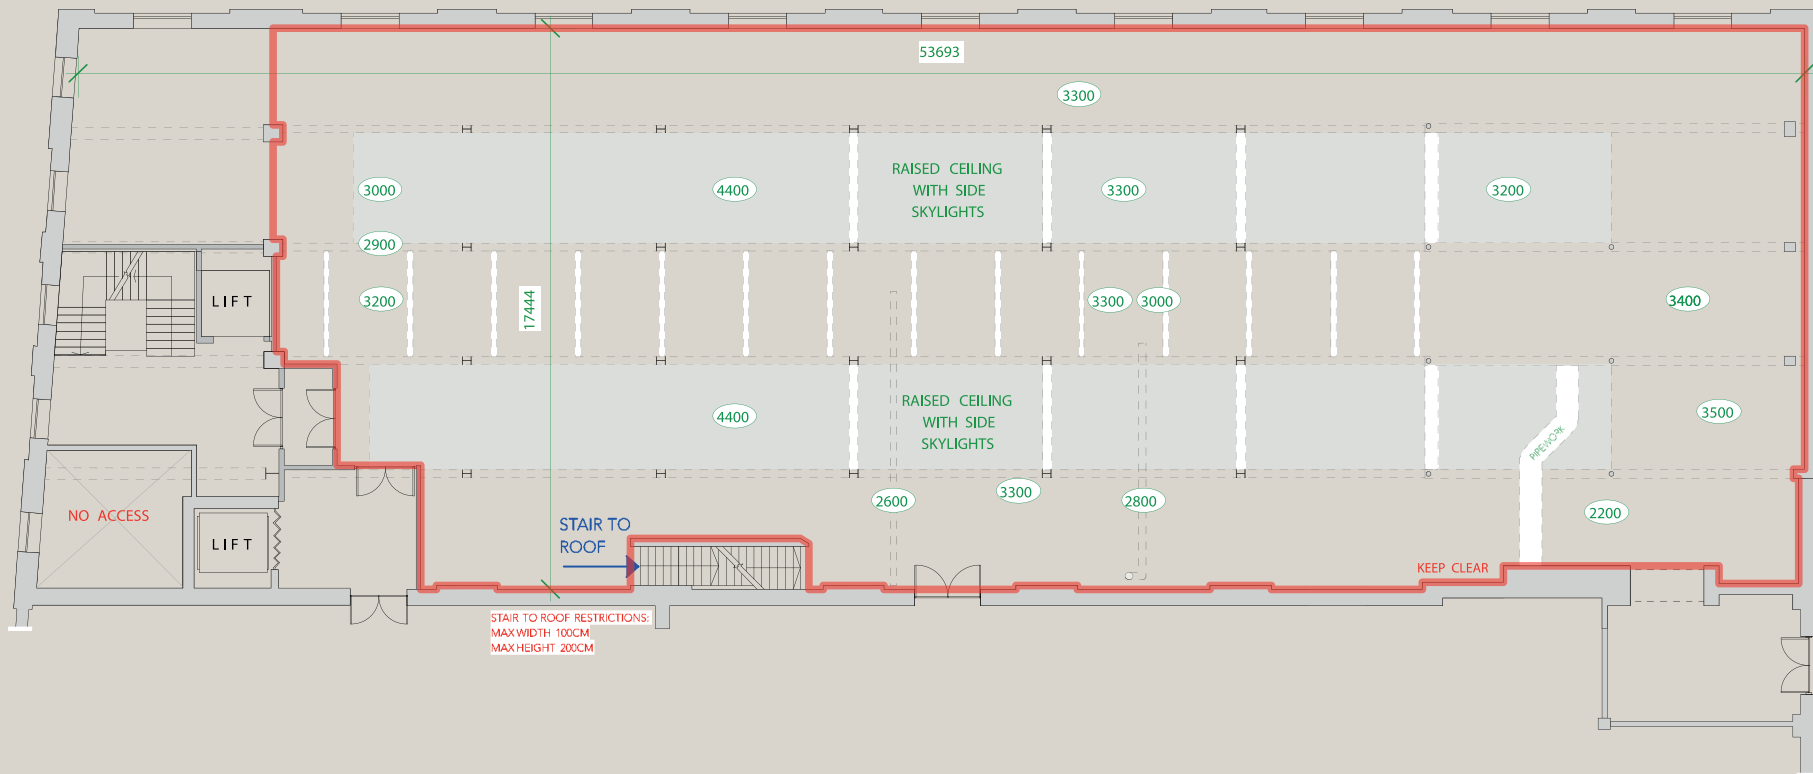 53693
3300
RAISED CEILING
WITH SIDE
SKYLIGHTS
3000
4400
3300
3200
2900
LIFT
3200
17444
3300
3000
3400
RAISED CEILING
WITH SIDE
SKYLIGHTS
4400
3500
PIPEWORK
NO ACCESS
LIFT
STAIR TO
ROOF
2600
3300
2800
2200
KEEP CLEAR
STAIR TO ROOF RESTRICTIONS:
MAX WIDTH 100CM
MAX HEIGHT 200CM